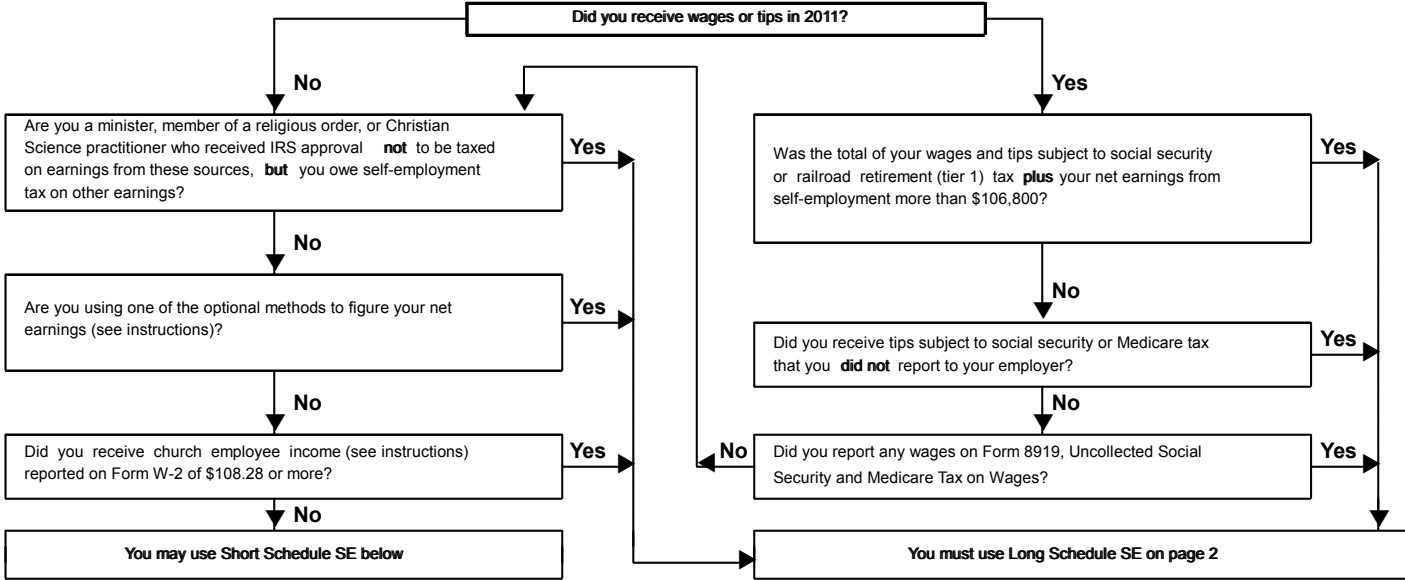 Did you receive wages or tips in 2011?
No
Yes
Are you a minister, member of a religious order, or Christian
Science practitioner who received IRS approval not to be taxed
on earnings from these sources, but you owe self-employment
tax on other earnings?
Yes
Was the total of your wages and tips subject to social security
or railroad retirement (tier 1) tax plus your net earnings from
self-employment more than $106,800?
Yes
No
No
Are you using one of the optional methods to figure your net
earnings (see instructions)?
Yes
Did you receive tips subject to social security or Medicare tax
that you did not report to your employer?
Yes
No
No
Did you receive church employee income (see instructions)
reported on Form W-2 of $108.28 or more?
Yes
No
Did you report any wages on Form 8919, Uncollected Social
Security and Medicare Tax on Wages?
Yes
No
You may use Short Schedule SE below
You must use Long Schedule SE on page 2